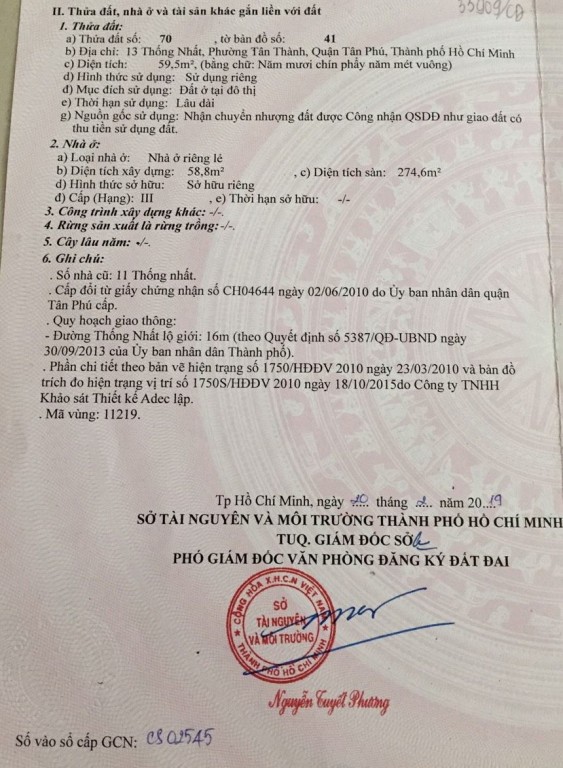 33009/CD
II. Thửa đất, nhà ở và tài sản khác gắn liền với đất
1. Thửa đất:
a) Thửa đất số: 70 , tờ bản đồ số: 41
b) Địa chỉ: 13 Thống Nhất, Phường Tân Thành, Quận Tân Phú, Thành phố Hồ Chí Minh
c) Diện tích: 59,5m², (bằng chữ: Năm mươi chín phẩy năm mét vuông)
d) Hình thức sử dụng: Sử dụng riêng
đ) Mục đích sử dụng: Đất ở tại đô thị
e) Thời hạn sử dụng: Lâu dài
g) Nguồn gốc sử dụng: Nhận chuyển nhượng đất được Công nhận QSDĐ như giao đất có
thu tiền sử dụng đất.
2. Nhà ở:
a) Loại nhà ở: Nhà ở riêng lẻ
b) Diện tích xây dựng: 58,8m² , c) Diện tích sàn: 274,6m²
d) Hình thức sở hữu: Sở hữu riêng
đ) Cấp (Hạng): III , e) Thời hạn sở hữu: -/-
3. Công trình xây dựng khác: -/-.
4. Rừng sản xuất là rừng trồng: -/-.
5. Cây lâu năm: -/-.
6. Ghi chú:
. Số nhà cũ: 11 Thống nhất.
. Cấp đổi từ giấy chứng nhận số CH04644 ngày 02/06/2010 do Ủy ban nhân dân quận
Tân Phú cấp.
. Quy hoạch giao thông:
- Đường Thống Nhất lộ giới: 16m (theo Quyết định số 5387/QĐ-UBND ngày
30/09/2013 của Ủy ban nhân dân Thành phố).
. Phần chi tiết theo bản vẽ hiện trạng số 1750/HĐĐV 2010 ngày 23/03/2010 và bản đồ
trích đo hiện trạng vị trí số 1750S/HĐĐV 2010 ngày 18/10/2015do Công ty TNHH
Khảo sát Thiết kế Adec lập.
. Mã vùng: 11219.
Tp Hồ Chí Minh, ngày 20 tháng 2 năm 2019
SỞ TÀI NGUYÊN VÀ MÔI TRƯỜNG THÀNH PHỐ HỒ CHÍ MINH
TUQ. GIÁM ĐỐC SỞ
PHÓ GIÁM ĐỐC VĂN PHÒNG ĐĂNG KÝ ĐẤT ĐAI
CỘNG HÒA X.H.C.N VIỆT NAM
SỞ
TÀI NGUYÊN
VÀ MÔI TRƯỜNG
THÀNH PHỐ HỒ CHÍ MINH
Nguyễn Tuyết Phương
Số vào sổ cấp GCN: CS02545